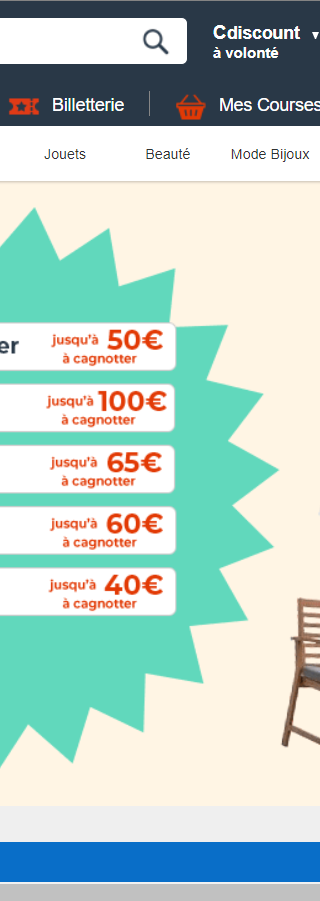 Cdiscount
à volonté
Billetterie
Mes Courses
Jouets
Beauté
Mode Bijoux
jusqu'à 50€
à cagnotter
jusqu'à 100€
à cagnotter
jusqu'à 65€
à cagnotter
jusqu'à 60€
à cagnotter
jusqu'à 40€
à cagnotter